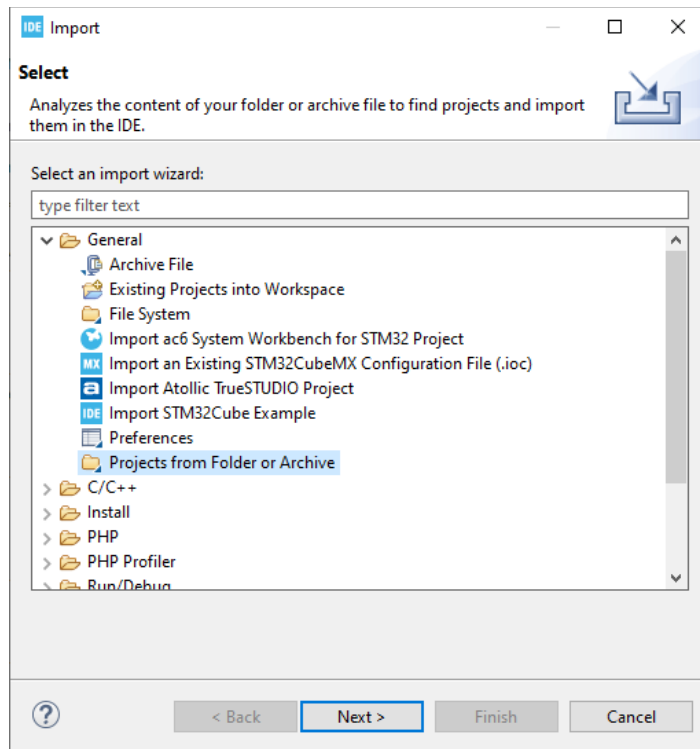 IDE Import
Select
Analyzes the content of your folder or archive file to find projects and import
them in the IDE.
Select an import wizard:
type filter text
General
Archive File
Existing Projects into Workspace
File System
Import ac6 System Workbench for STM32 Project
MX Import an Existing STM32CubeMX Configuration File (.ioc)
a Import Atollic TrueSTUDIO Project
IDE Import STM32Cube Example
Preferences
Projects from Folder or Archive
C/C++
Install
PHP
PHP Profiler
Run/Debug
? < Back Next > Finish Cancel